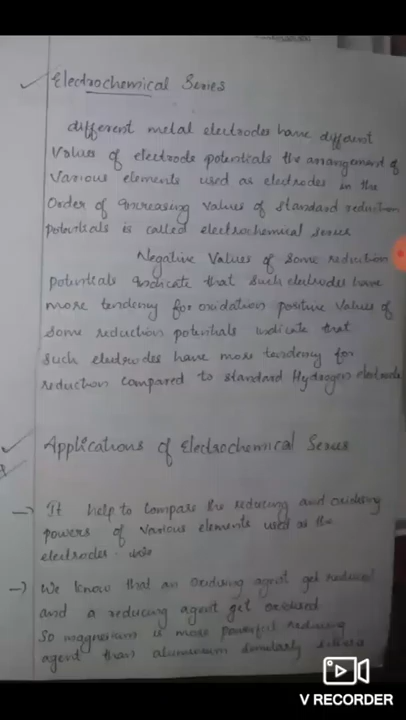 Electrochemical Series
different metal electrodes have diffaunt
Values of electrode potentials the arrangement of
Various elements used as electrodes in the
Order of increasing values of standard reduction
potentials is called electrochemical series
Negative Values of some reduction
potentials indicate that such electrodes have
more tendency for oxidation positive values of
some reduction potentials indicate that
such electrodes have more tendency for
reduction compared to standard Hydrogen electrode
Applications of Electrochemical Series
→ It help to compare the reducing and oxidising
powers of various elements used as the
electrodes.
→) We know that an oxidising agent get reduced
and a reducing agent get oxidised
So magnesium is more powerful reducing
agent than aluminum similarly
V RECORDER